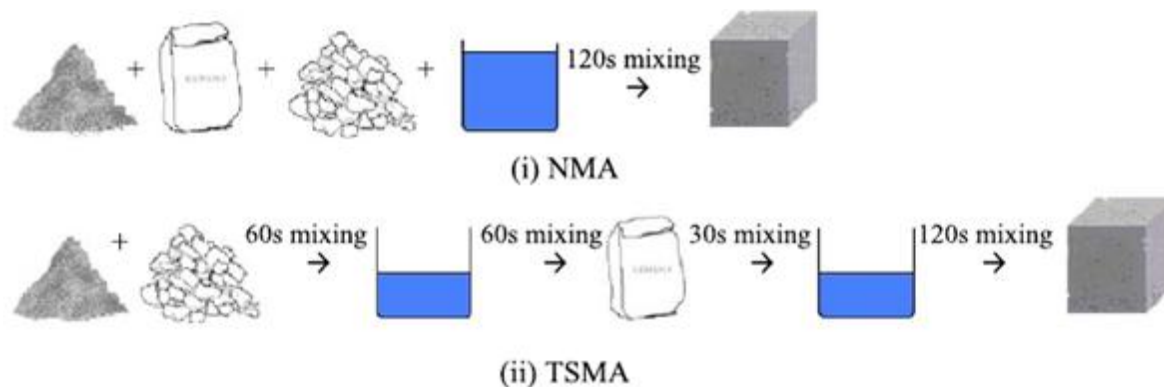 + + + 120s mixing →
(i) NMA
+ 60s mixing → 60s mixing → 30s mixing → 120s mixing →
(ii) TSMA